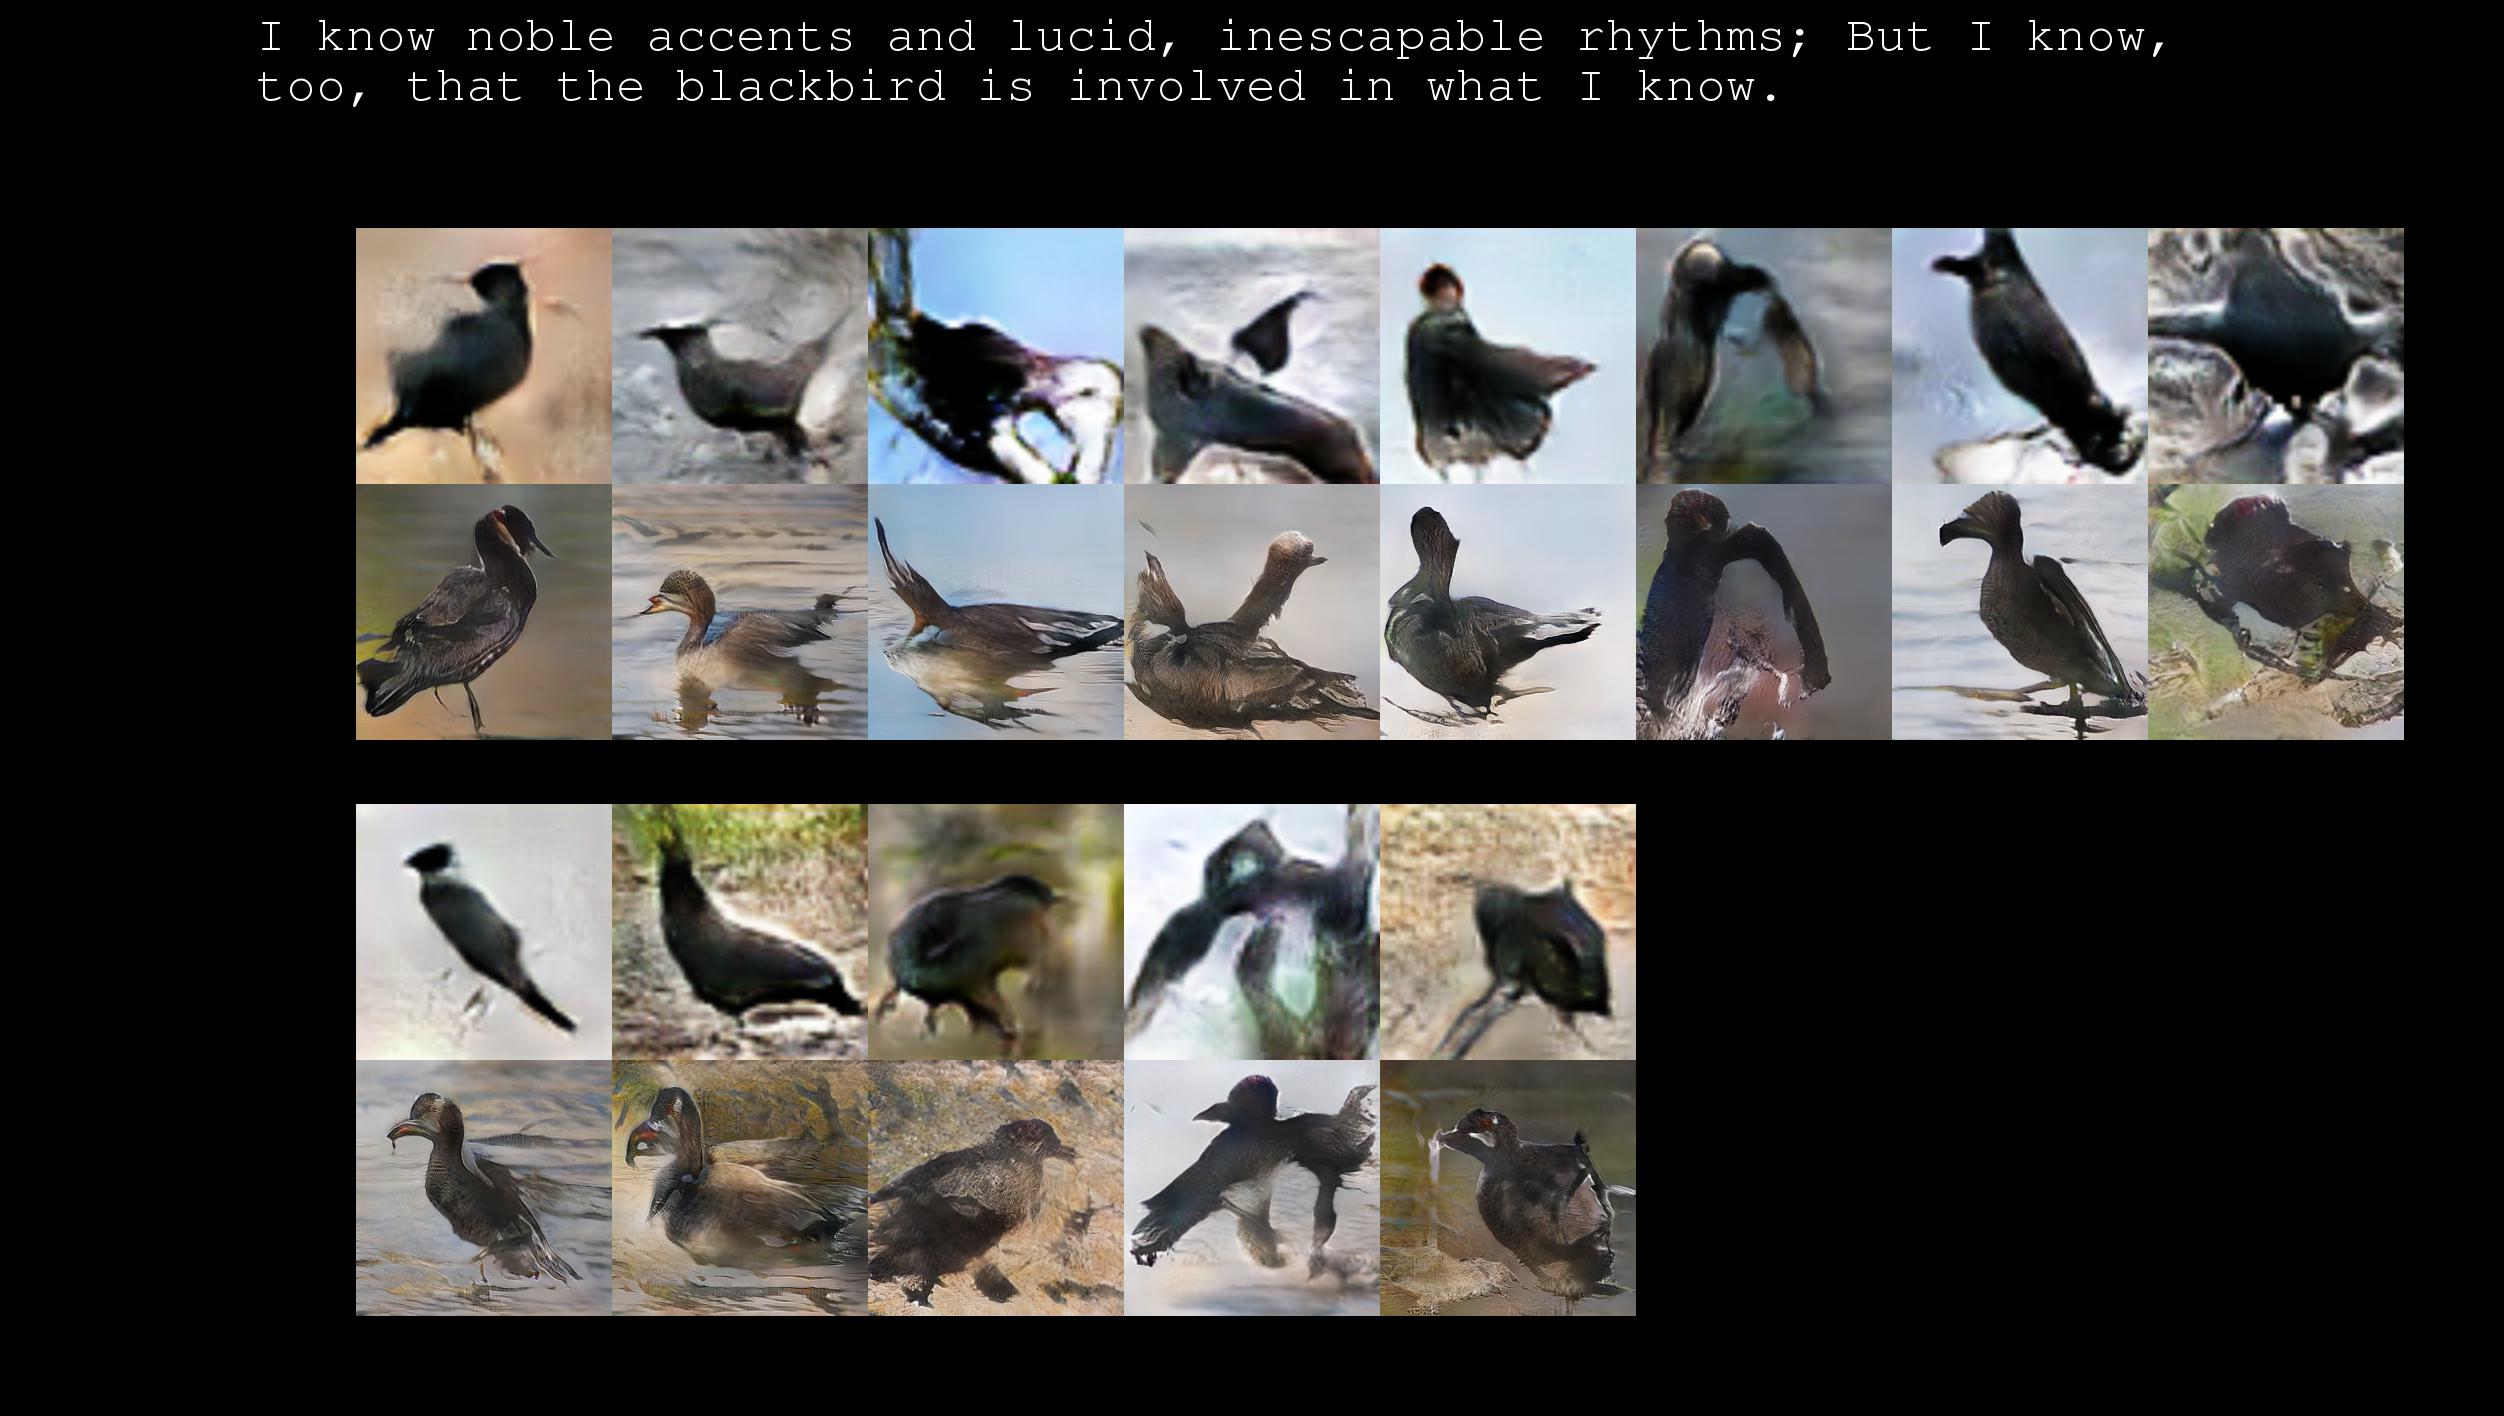 I know noble accents and lucid, inescapable rhythms; But I know,
too, that the blackbird is involved in what I know.